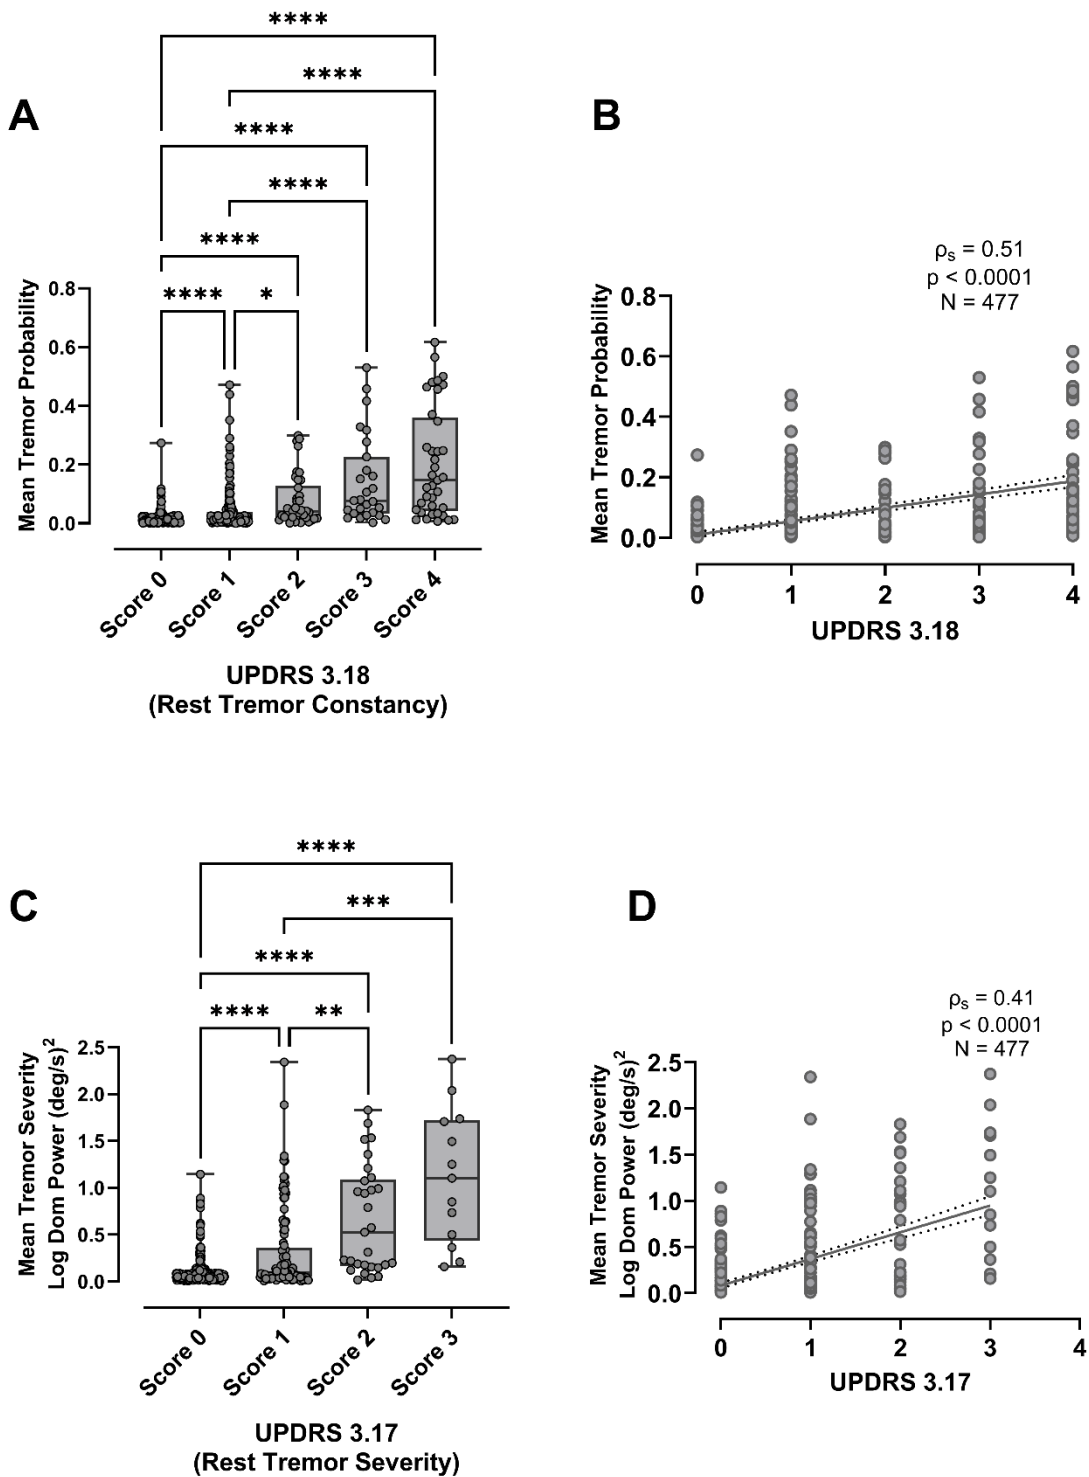 A
****
****
****
****
****
**** *
Mean Tremor Probability
0.8
0.6
0.4
0.2
0.0
Score 0 Score 1 Score 2 Score 3 Score 4
UPDRS 3.18
(Rest Tremor Constancy)
B
ρs = 0.51
p < 0.0001
N = 477
Mean Tremor Probability
0.8
0.6
0.4
0.2
0.0
0 1 2 3 4
UPDRS 3.18
C
****
***
****
**** **
Mean Tremor Severity
Log Dom Power (deg/s)²
2.5
2.0
1.5
1.0
0.5
0.0
Score 0 Score 1 Score 2 Score 3
UPDRS 3.17
(Rest Tremor Severity)
D
ρs = 0.41
p < 0.0001
N = 477
Mean Tremor Severity
Log Dom Power (deg/s)²
2.5
2.0
1.5
1.0
0.5
0.0
0 1 2 3 4
UPDRS 3.17